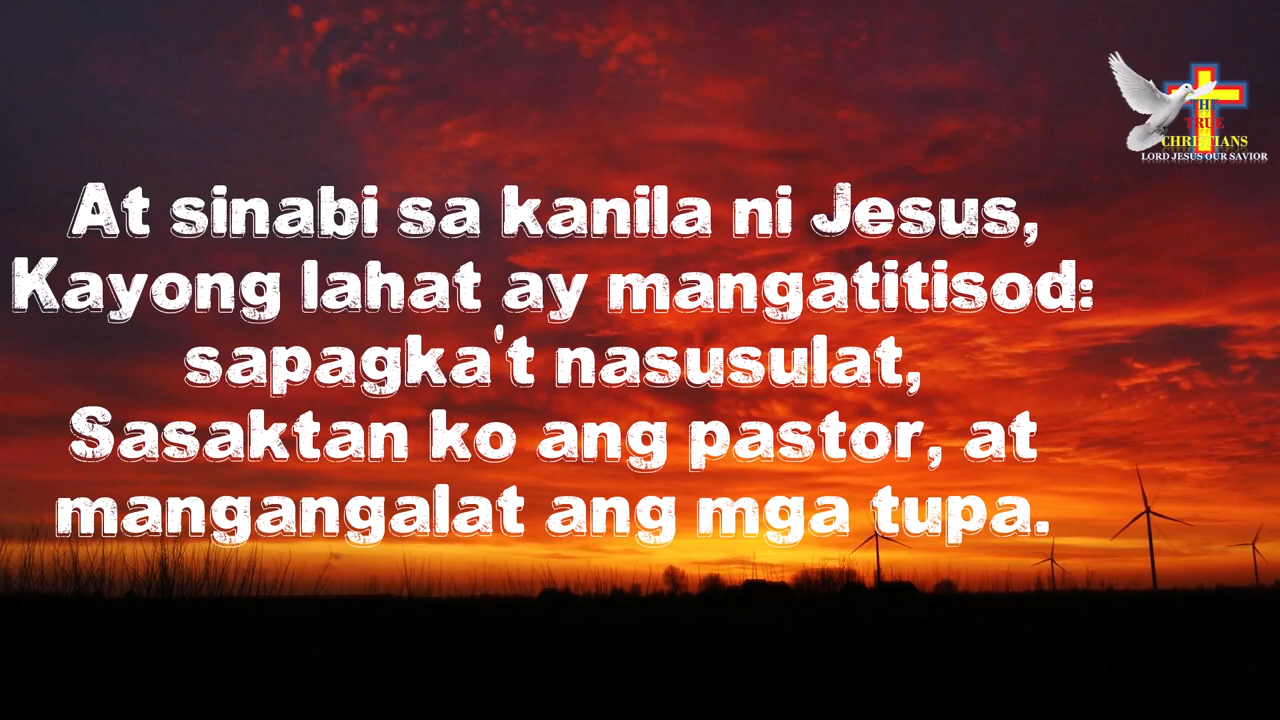 THE
TRUE
CHRISTIANS
LORD JESUS OUR SAVIOR
At sinabi sa kanila ni Jesus,
Kayong lahat ay mangatitisod:
sapagka't nasusulat,
Sasaktan ko ang pastor, at
mangangalat ang mga tupa.